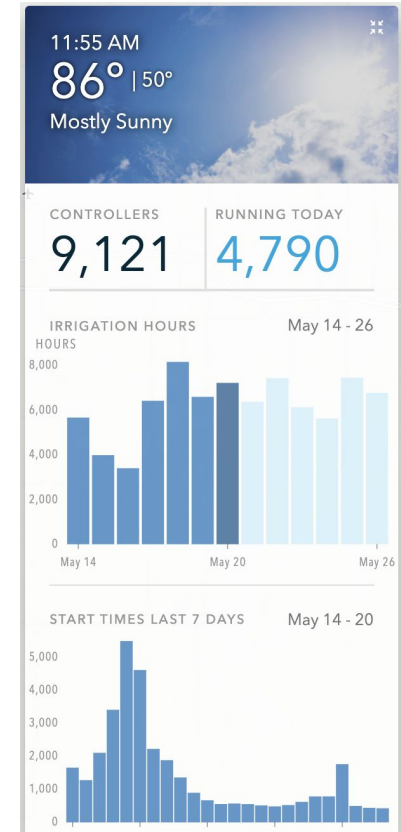 11:55 AM
86° | 50°
Mostly Sunny
CONTROLLERS
9,121
RUNNING TODAY
4,790
IRRIGATION HOURS
May 14 - 26
HOURS
8,000
6,000
4,000
2,000
0
May 14
May 20
May 26
START TIMES LAST 7 DAYS
May 14 - 20
5,000
4,000
3,000
2,000
1,000
0